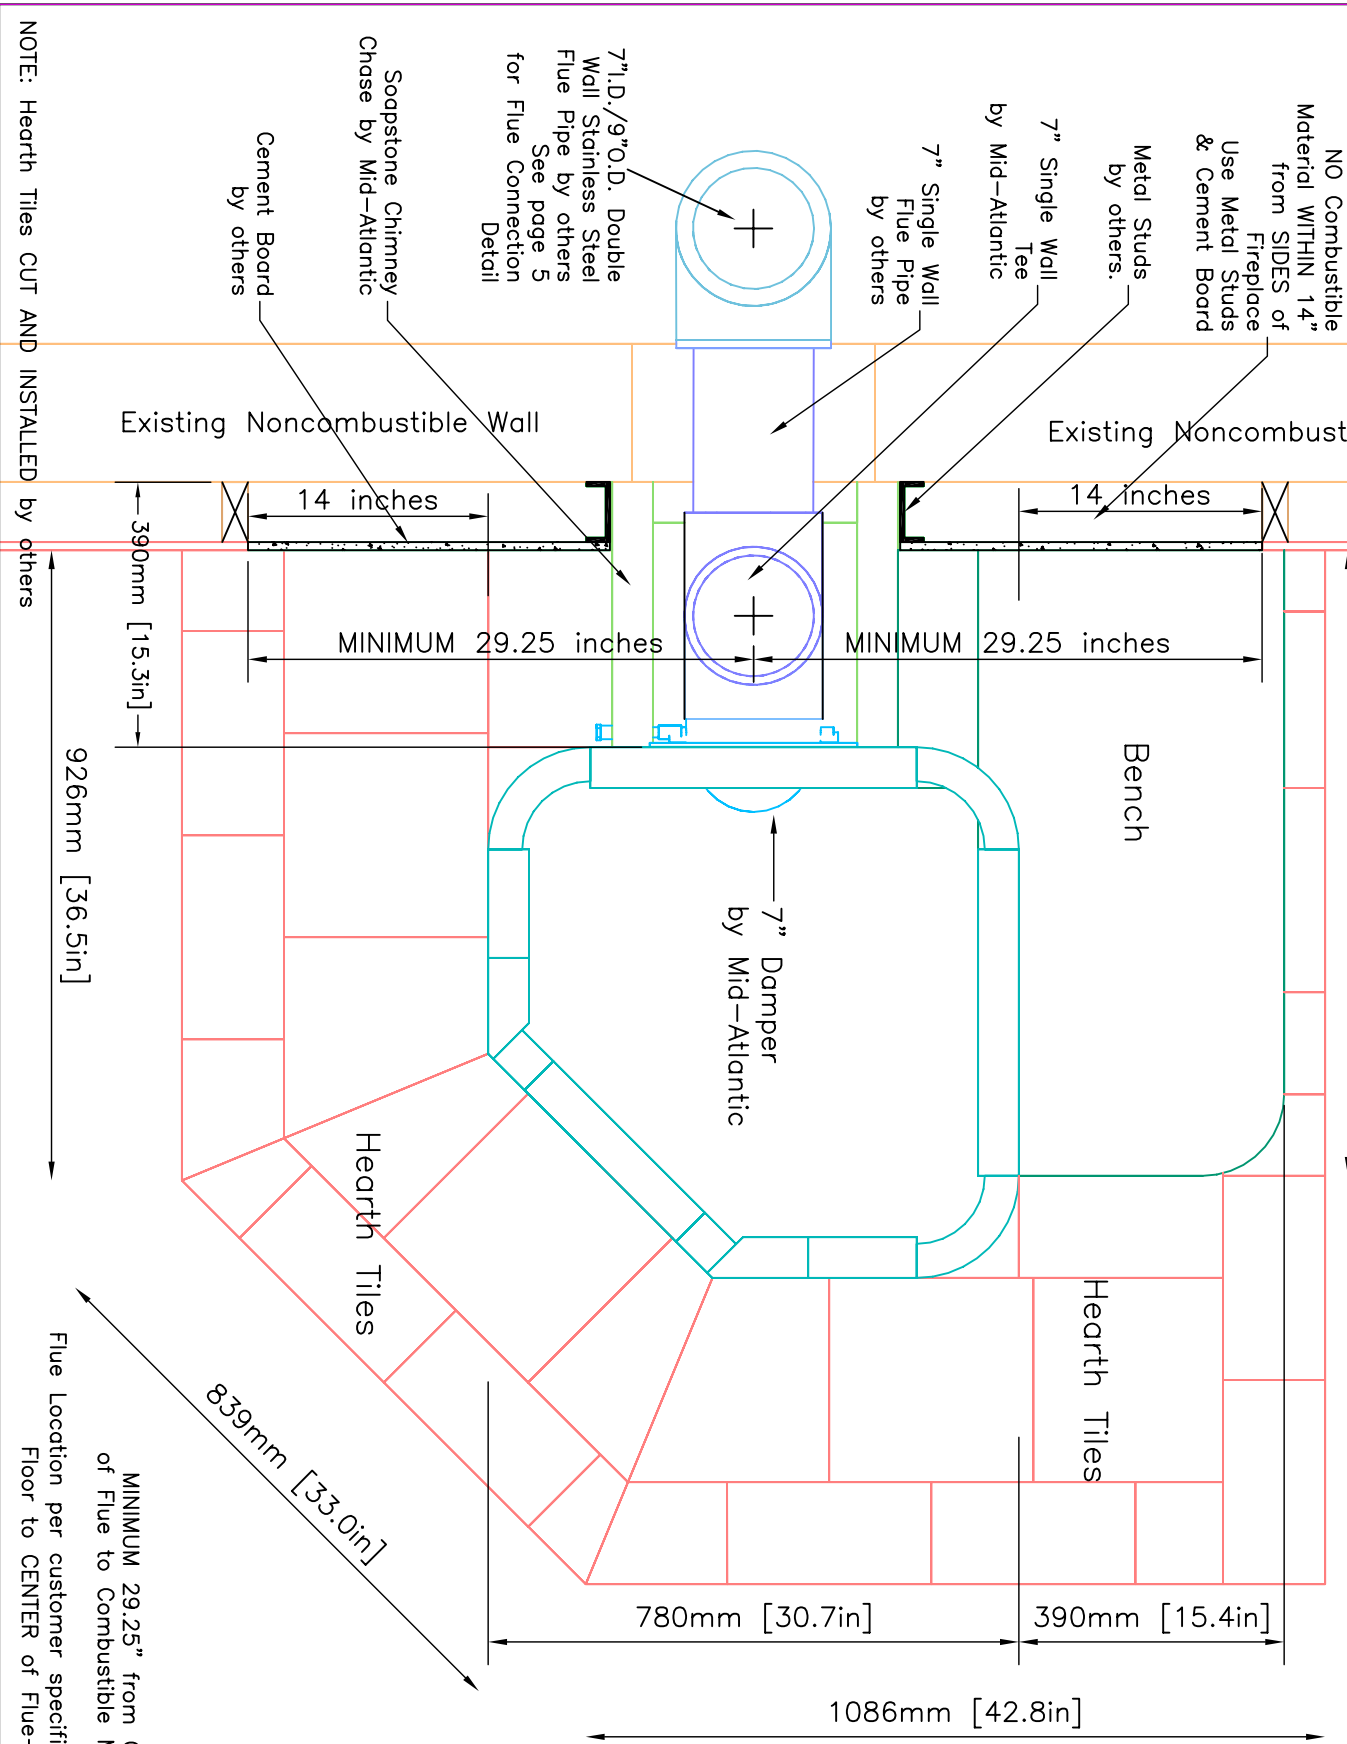 NO Combustible
Material WITHIN 14"
from SIDES of
Fireplace
Use Metal Studs
& Cement Board
Metal Studs
by others.
7" Single Wall
Tee
by Mid-Atlantic
7" Single Wall
Flue Pipe
by others
7"I.D./9"O.D. Double
Wall Stainless Steel
Flue Pipe by others
See page 5
for Flue Connection
Detail
Soapstone Chimney
Chase by Mid-Atlantic
Cement Board
by others
NOTE: Hearth Tiles CUT AND INSTALLED by others
Existing Noncombustible Wall
Existing Noncombust
14 inches
14 inches
390mm [15.3in]
MINIMUM 29.25 inches
MINIMUM 29.25 inches
Bench
926mm [36.5in]
7" Damper
by Mid-Atlantic
Hearth Tiles
Hearth Tiles
839mm [33.0in]
780mm [30.7in]
390mm [15.4in]
1086mm [42.8in]
MINIMUM 29.25" from
of Flue to Combustible
Flue Location per customer specifi
Floor to CENTER of Flue-